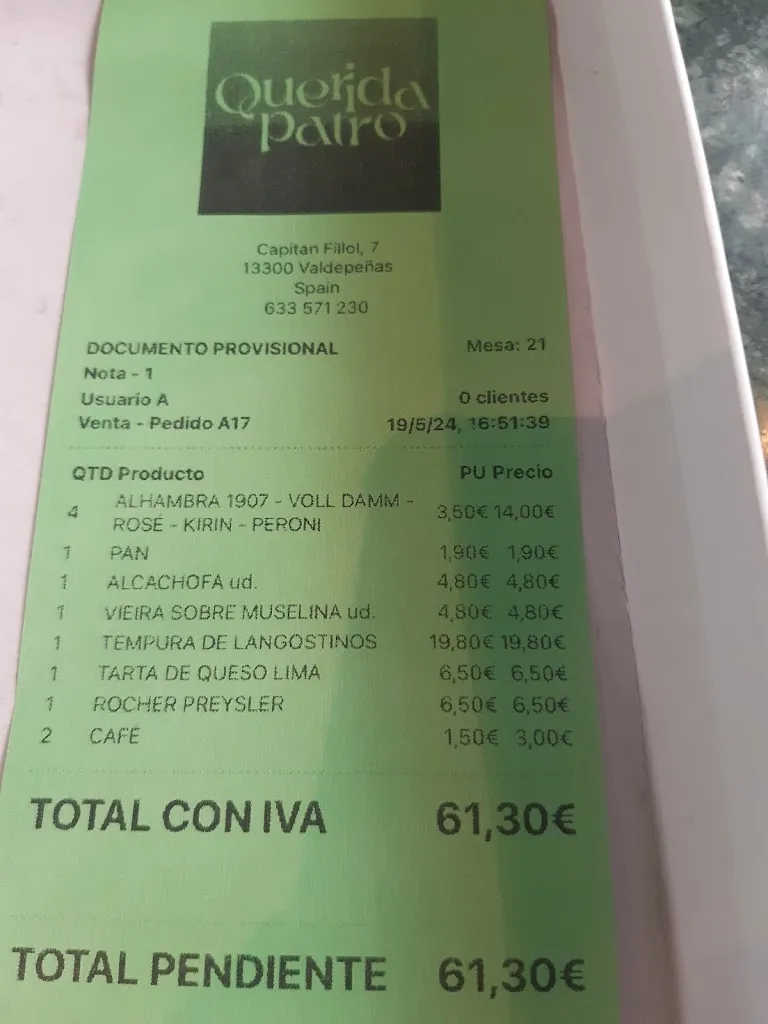 Querida
Patro
Capitan Fillol, 7
13300 Valdepeñas
Spain
633 571 230
DOCUMENTO PROVISIONAL Mesa: 21
Nota - 1
Usuario A 0 clientes
Venta - Pedido A17 19/5/24, 16:51:39
QTD Producto PU Precio
4 ALHAMBRA 1907 - VOLL DAMM - ROSÉ - KIRIN - PERONI 3,50€ 14,00€
1 PAN 1,90€ 1,90€
1 ALCACHOFA ud. 4,80€ 4,80€
1 VIEIRA SOBRE MUSELINA ud. 4,80€ 4,80€
1 TEMPURA DE LANGOSTINOS 19,80€ 19,80€
1 TARTA DE QUESO LIMA 6,50€ 6,50€
1 ROCHER PREYSLER 6,50€ 6,50€
2 CAFÉ 1,50€ 3,00€
TOTAL CON IVA 61,30€
TOTAL PENDIENTE 61,30€